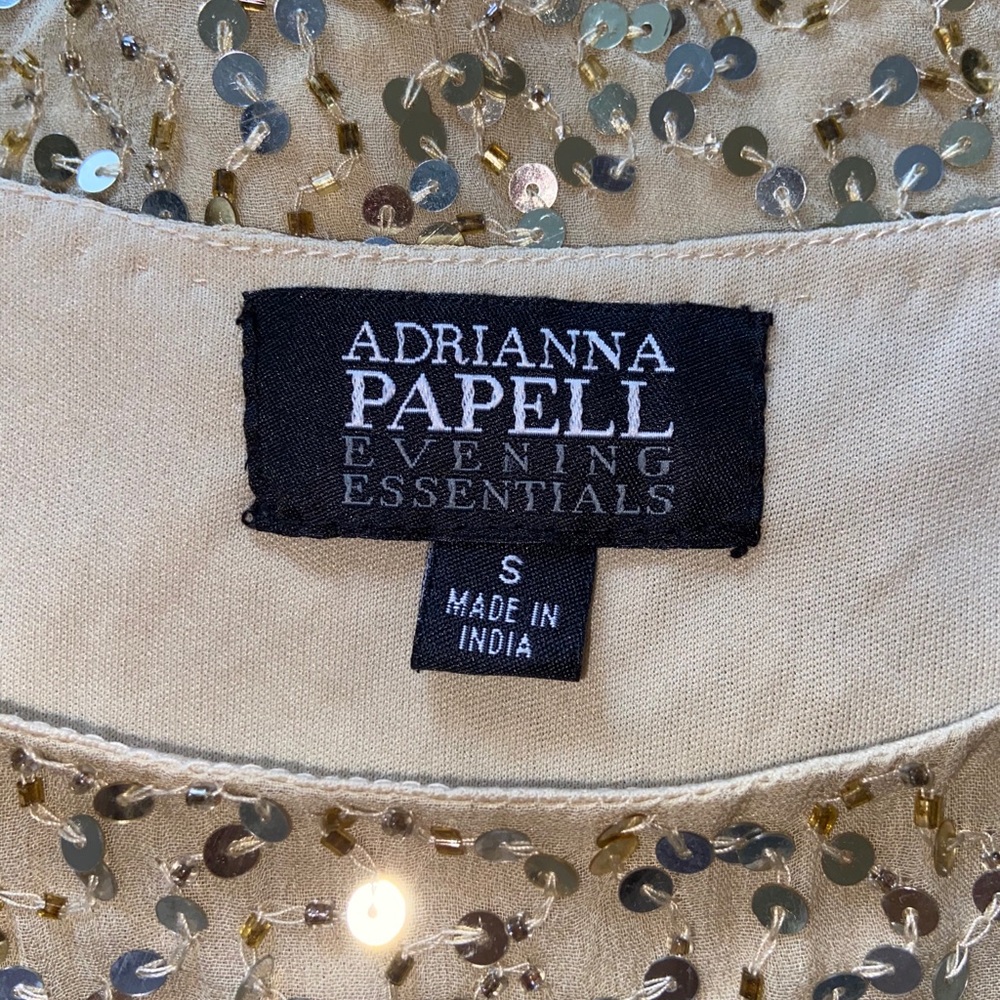 ADRIANNA
PAPELL
EVENING
ESSENTIALS
S
MADE IN
INDIA